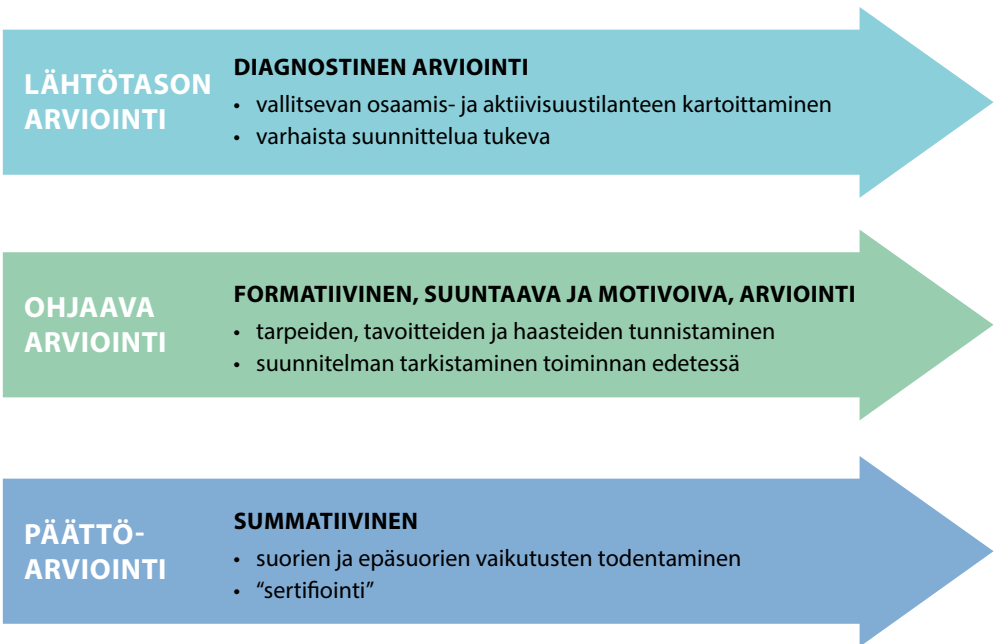 LÄHTÖTASON
ARVIOINTI
DIAGNOSTINEN ARVIOINTI
• vallitsevan osaamis- ja aktiivisuustilanteen kartoittaminen
• varhaista suunnittelua tukeva
OHJAAVA
ARVIOINTI
FORMATIIVINEN, SUUNTAAVA JA MOTIVOIVA, ARVIOINTI
• tarpeiden, tavoitteiden ja haasteiden tunnistaminen
• suunnitelman tarkistaminen toiminnan edetessä
PÄÄTTÖ-
ARVIOINTI
SUMMATIIVINEN
• suorien ja epäsuorien vaikutusten todentaminen
• “sertifiointi”